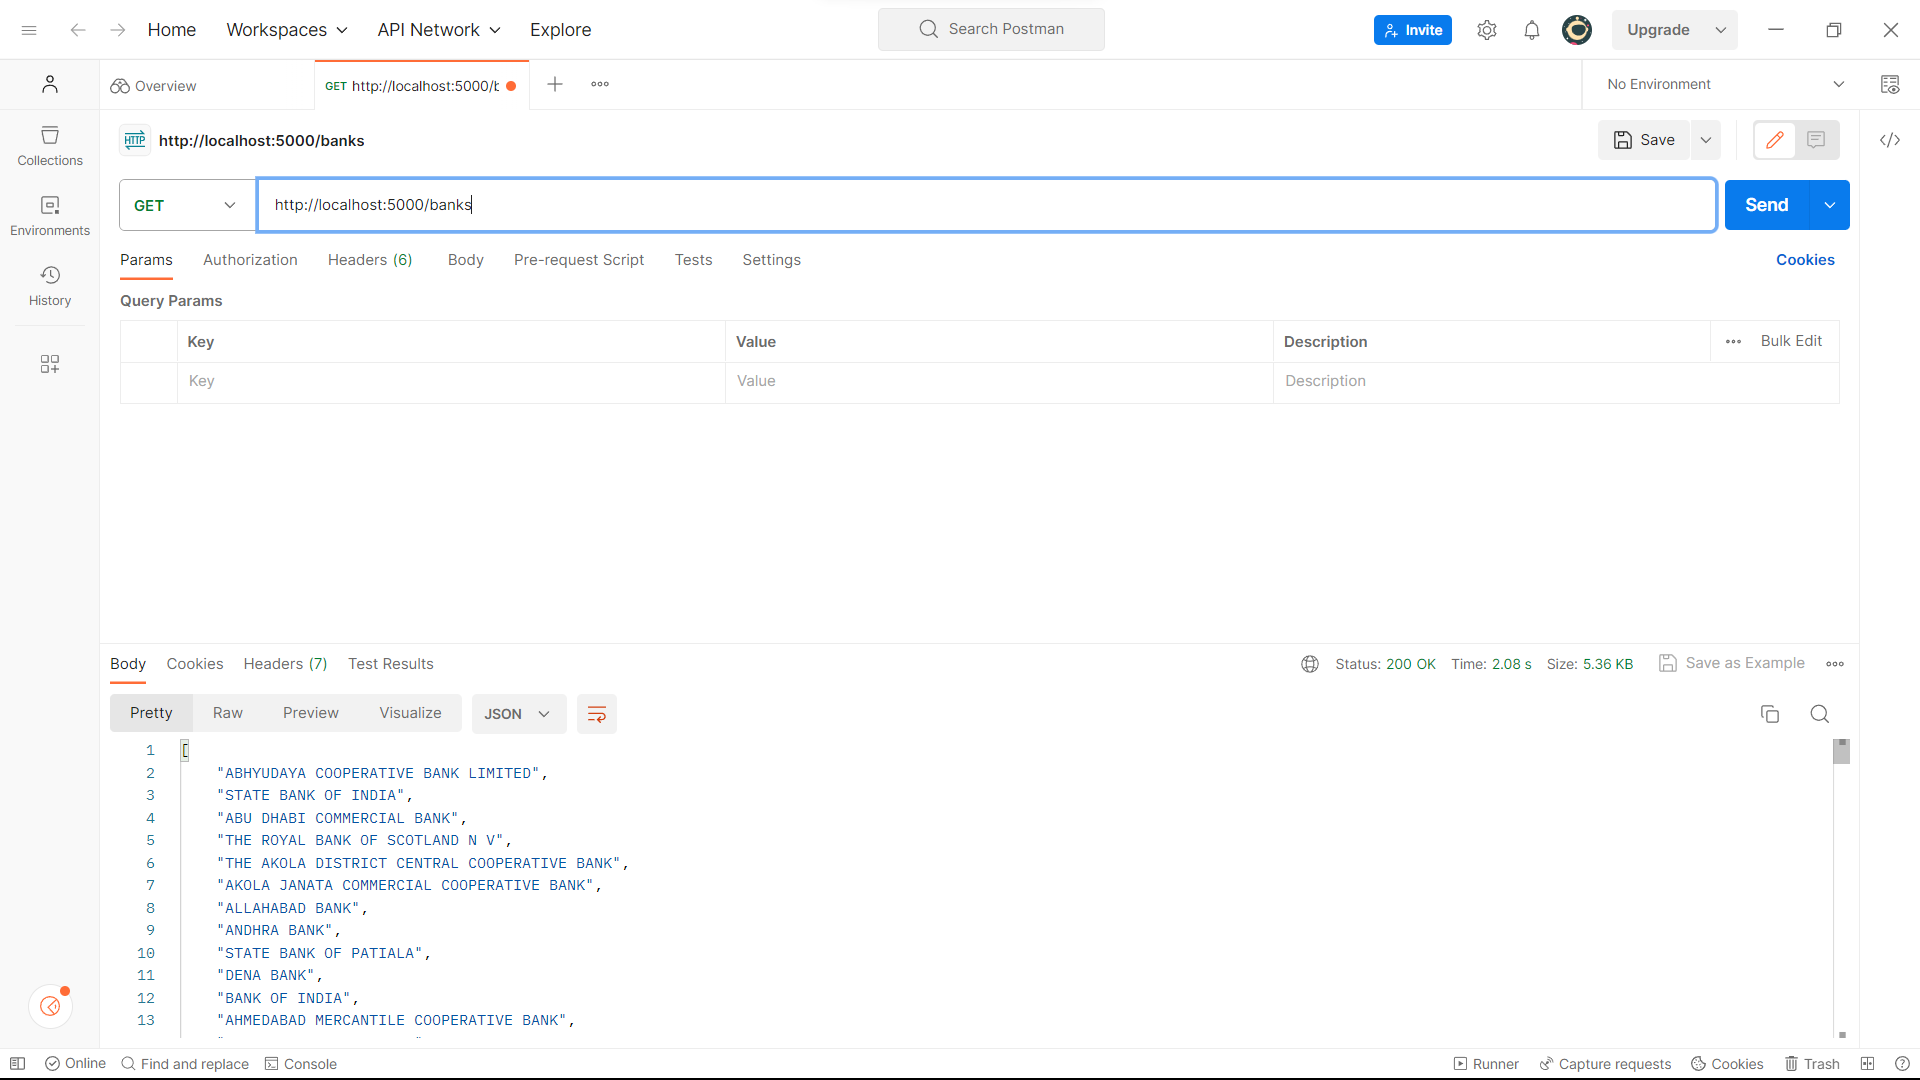 Home Workspaces API Network Explore Search Postman Invite Upgrade
Overview GET http://localhost:5000/b No Environment
HTTP http://localhost:5000/banks Save
Collections
GET http://localhost:5000/banks Send
Environments
Params Authorization Headers (6) Body Pre-request Script Tests Settings Cookies
History
Query Params
Key Value Description Bulk Edit
Key Value Description
Body Cookies Headers (7) Test Results Status: 200 OK Time: 2.08 s Size: 5.36 KB Save as Example
Pretty Raw Preview Visualize JSON
1 [
2 "ABHYUDAYA COOPERATIVE BANK LIMITED",
3 "STATE BANK OF INDIA",
4 "ABU DHABI COMMERCIAL BANK",
5 "THE ROYAL BANK OF SCOTLAND N V",
6 "THE AKOLA DISTRICT CENTRAL COOPERATIVE BANK",
7 "AKOLA JANATA COMMERCIAL COOPERATIVE BANK",
8 "ALLAHABAD BANK",
9 "ANDHRA BANK",
10 "STATE BANK OF PATIALA",
11 "DENA BANK",
12 "BANK OF INDIA",
13 "AHMEDABAD MERCANTILE COOPERATIVE BANK",
Online Find and replace Console Runner Capture requests Cookies Trash